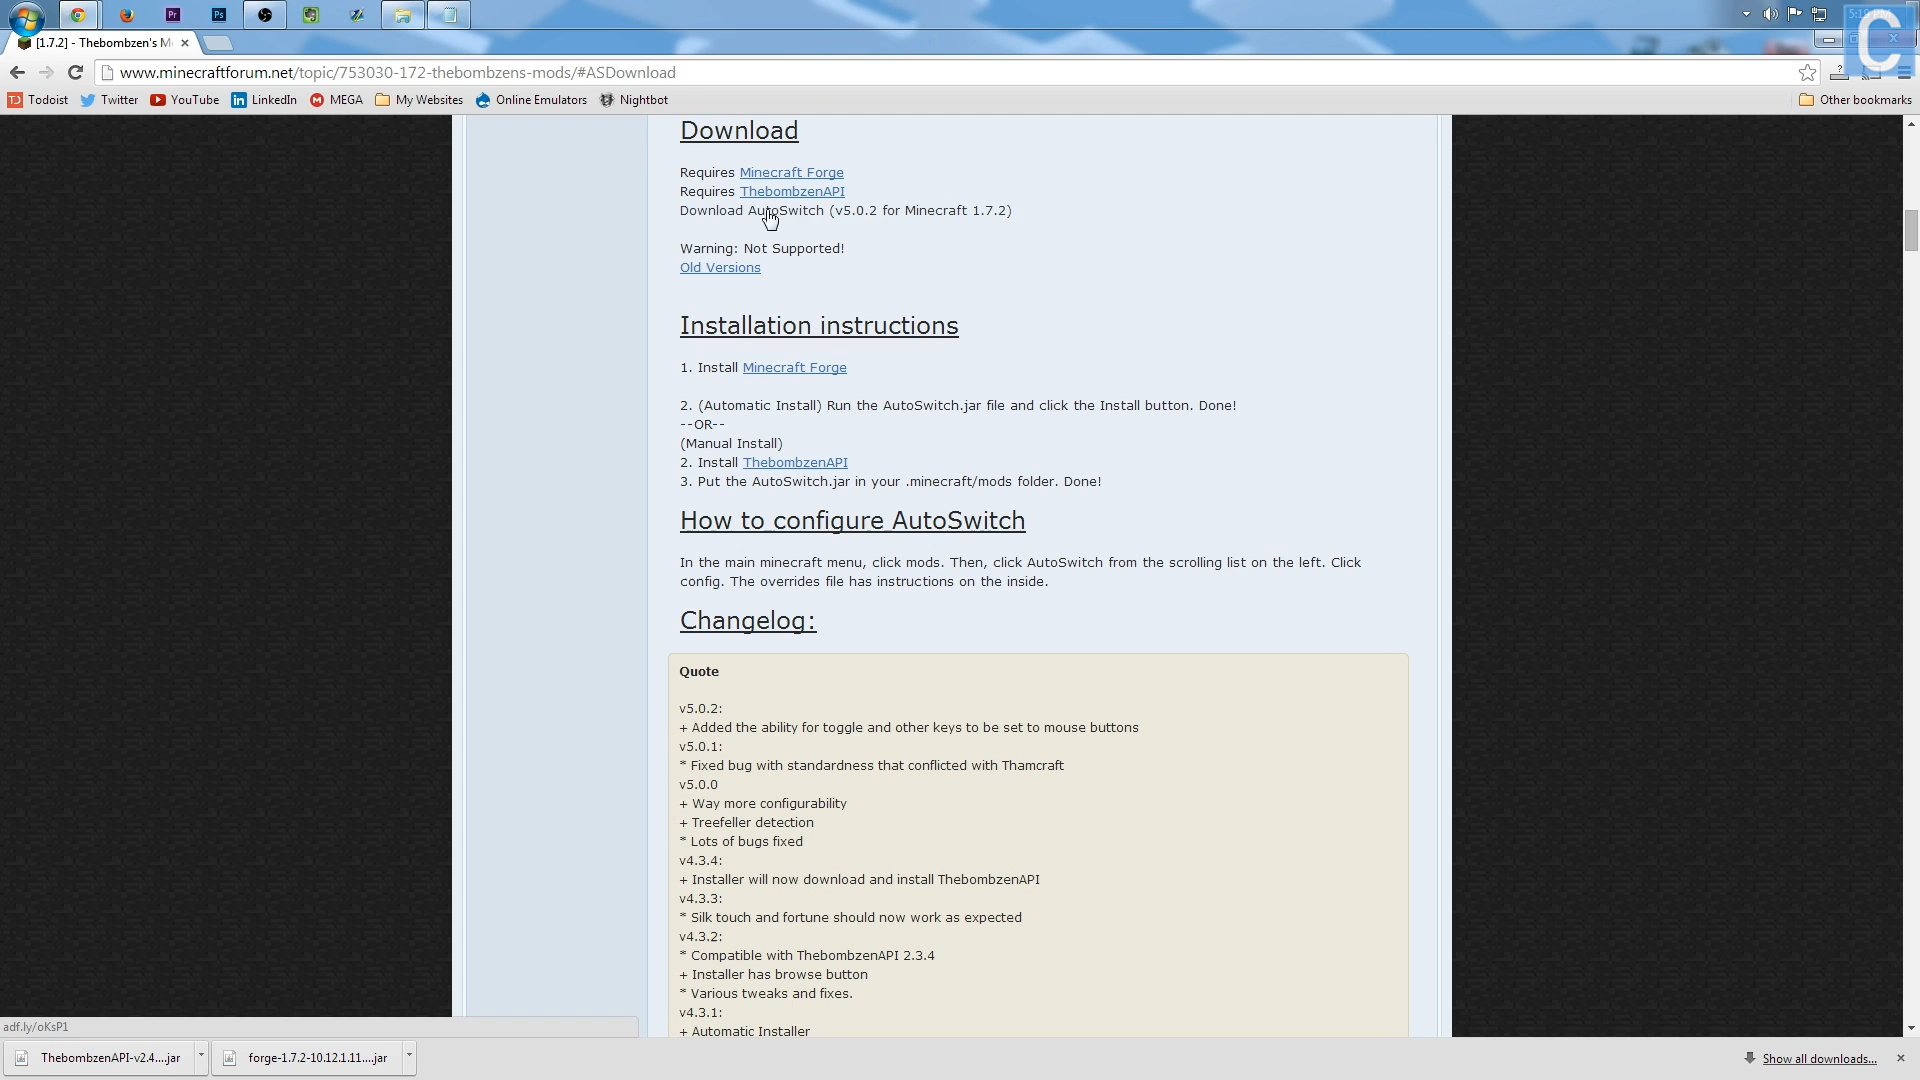 Pr
Ps
5:19 PM
C
[1.7.2] - Thebombzen's M
www.minecraftforum.net/topic/753030-172-thebombzens-mods/#ASDownload
Todoist Twitter YouTube LinkedIn MEGA My Websites Online Emulators Nightbot Other bookmarks
Download
Requires Minecraft Forge
Requires ThebombzenAPI
Download AutoSwitch (v5.0.2 for Minecraft 1.7.2)
Warning: Not Supported!
Old Versions
Installation instructions
1. Install Minecraft Forge
2. (Automatic Install) Run the AutoSwitch.jar file and click the Install button. Done!
--OR--
(Manual Install)
2. Install ThebombzenAPI
3. Put the AutoSwitch.jar in your .minecraft/mods folder. Done!
How to configure AutoSwitch
In the main minecraft menu, click mods. Then, click AutoSwitch from the scrolling list on the left. Click
config. The overrides file has instructions on the inside.
Changelog:
Quote
v5.0.2:
+ Added the ability for toggle and other keys to be set to mouse buttons
v5.0.1:
* Fixed bug with standardness that conflicted with Thamcraft
v5.0.0
+ Way more configurability
+ Treefeller detection
* Lots of bugs fixed
v4.3.4:
+ Installer will now download and install ThebombzenAPI
v4.3.3:
* Silk touch and fortune should now work as expected
v4.3.2:
* Compatible with ThebombzenAPI 2.3.4
+ Installer has browse button
* Various tweaks and fixes.
v4.3.1:
+ Automatic Installer
adf.ly/oKsP1
ThebombzenAPI-v2.4....jar forge-1.7.2-10.12.1.11....jar Show all downloads...